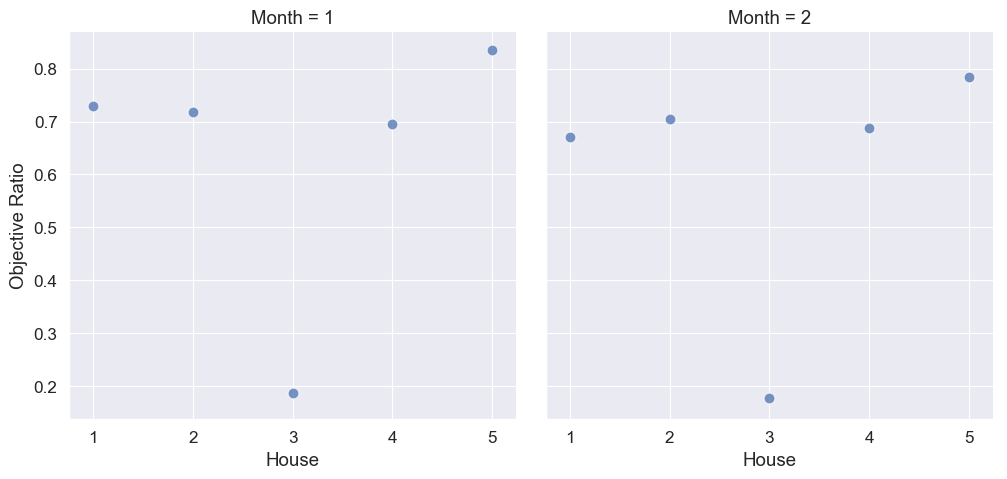 Month = 1
Month = 2
Objective Ratio
0.8
0.7
0.6
0.5
0.4
0.3
0.2
1 2 3 4 5
1 2 3 4 5
House
House